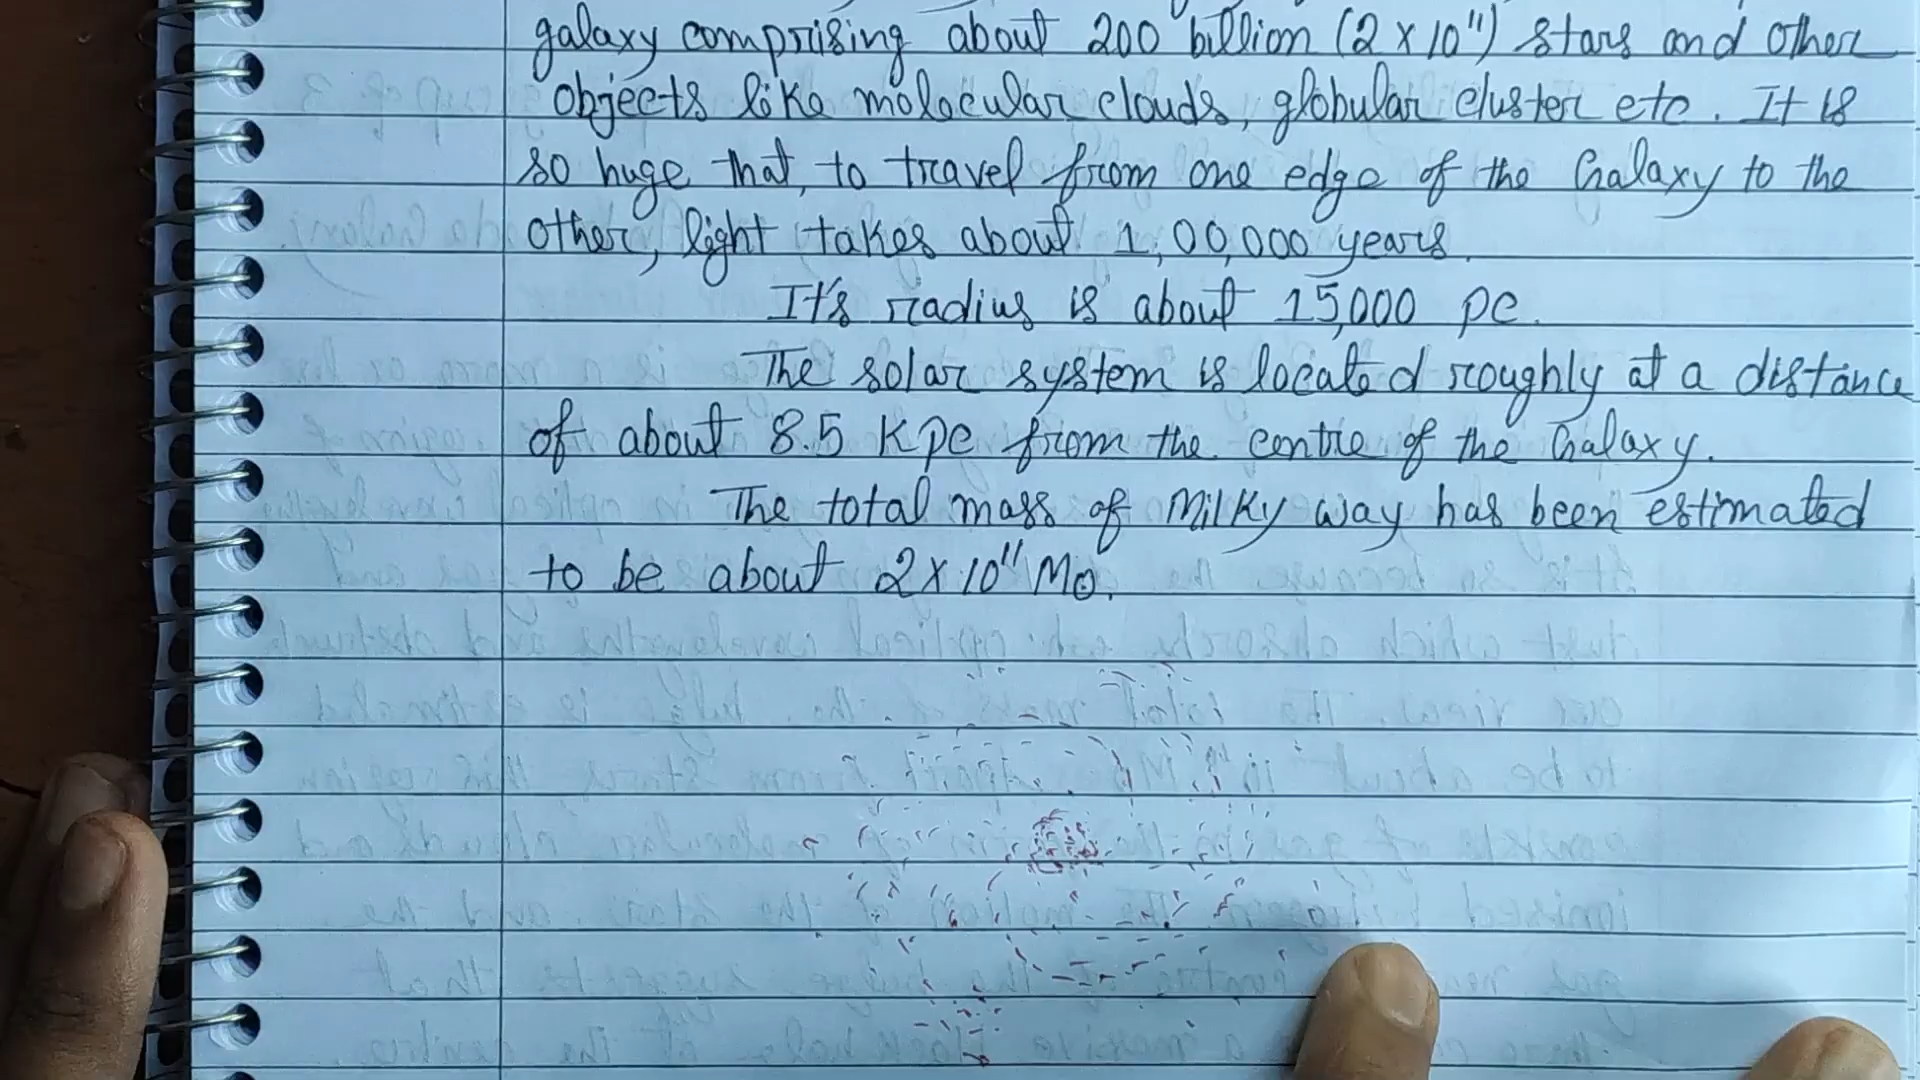 galaxy comprising about 200 billion (2 x 10¹¹) stars and other
objects like molecular clouds, globular cluster etc. It is
so huge that, to travel from one edge of the Galaxy to the
other, light takes about 1,00,000 years.
It's radius is about 15,000 pc.
The solar system is located roughly at a distance
of about 8.5 Kpc from the centre of the Galaxy.
The total mass of Milky way has been estimated
to be about 2 x 10¹¹ M⊙.